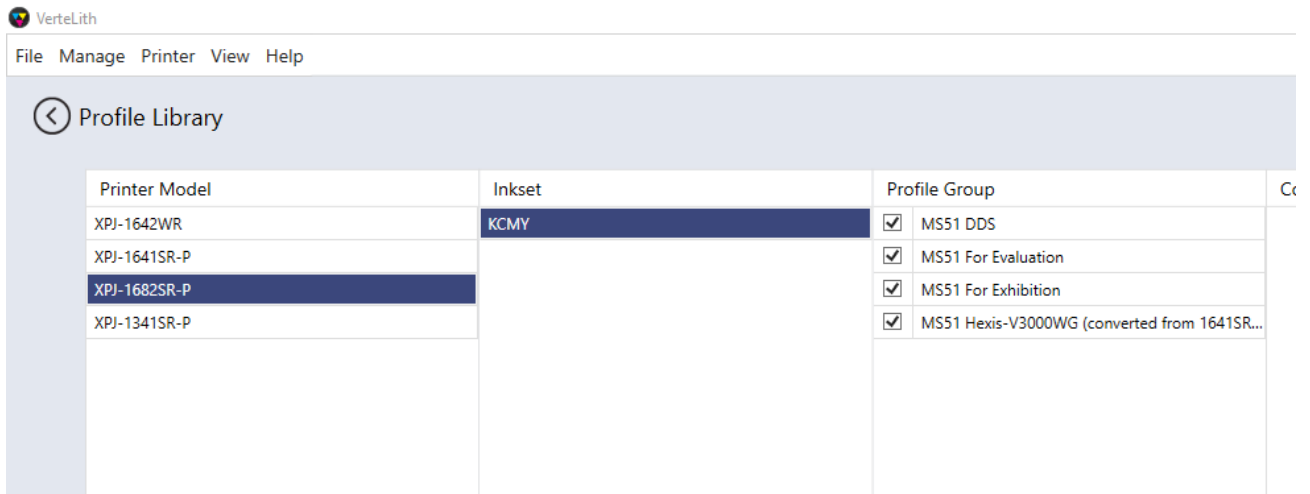 VerteLith
File Manage Printer View Help
Profile Library
Printer Model Inkset Profile Group
XPJ-1642WR KCMY MS51 DDS
XPJ-1641SR-P MS51 For Evaluation
XPJ-1682SR-P MS51 For Exhibition
XPJ-1341SR-P MS51 Hexis-V3000WG (converted from 1641SR...